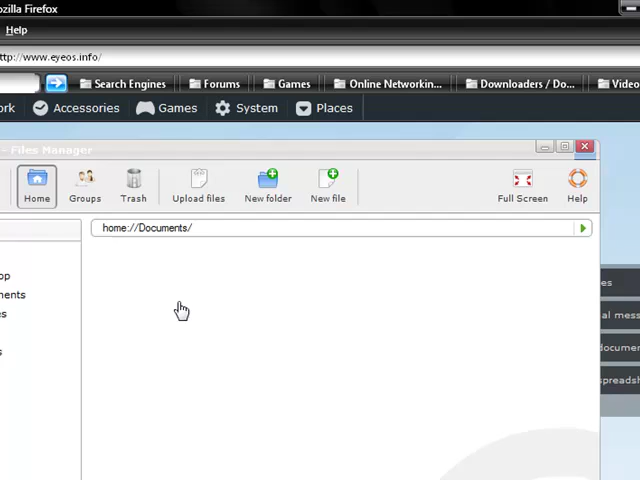 ozilla Firefox
Help
ttp://www.eyeos.info/
Search Engines Forums Games Online Networkin... Downloaders / Do... Video
ork Accessories Games System Places
- Files Manager
Home Groups Trash Upload files New folder New file Full Screen Help
home://Documents/
op
ments
es
s
es
al mess
documen
spreadsh